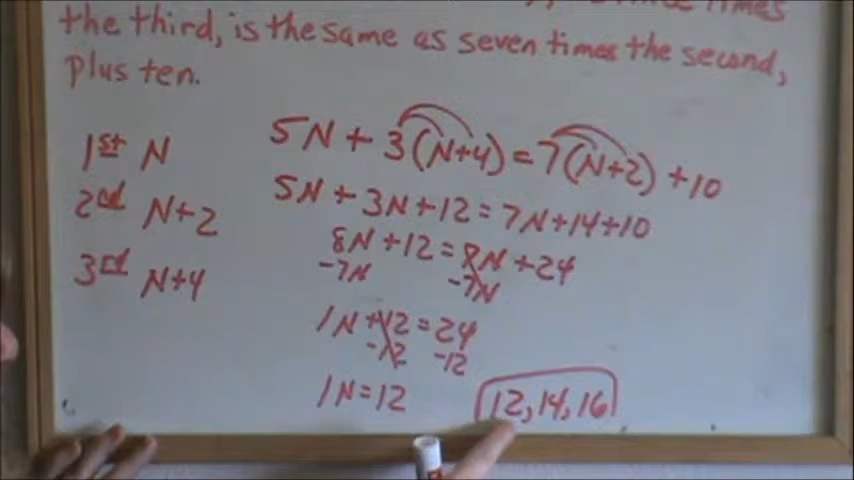 times
the third, is the same as seven times the second,
plus ten.
1st N
2nd N+2
3rd N+4
5N + 3(N+4) = 7(N+2) + 10
5N + 3N + 12 = 7N + 14 + 10
8N + 12 = 7N + 24
-7N -7N
1N + 12 = 24
-12 -12
1N = 12
12, 14, 16